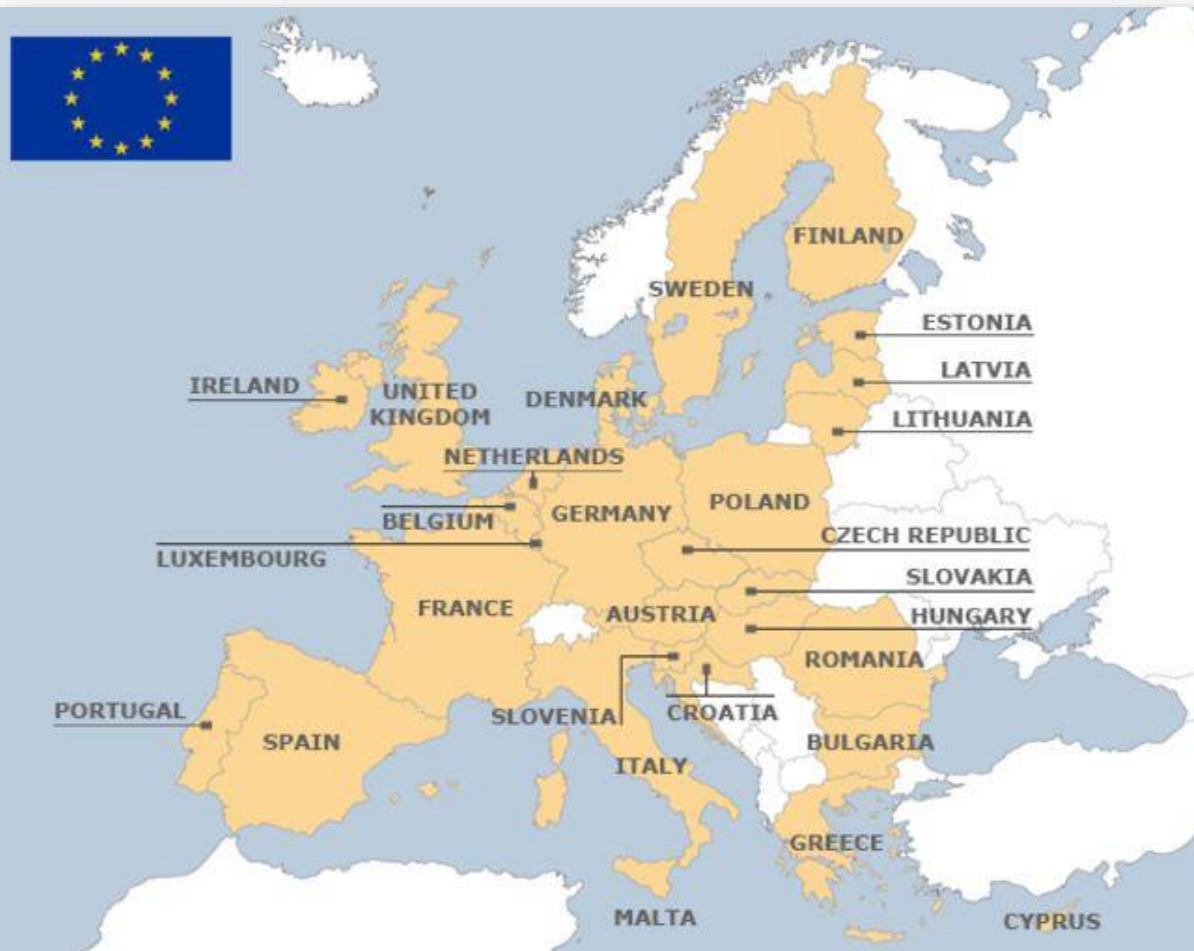 FINLAND
SWEDEN
ESTONIA
LATVIA
LITHUANIA
IRELAND
UNITED
KINGDOM
DENMARK
NETHERLANDS
BELGIUM
GERMANY
POLAND
LUXEMBOURG
CZECH REPUBLIC
SLOVAKIA
FRANCE
AUSTRIA
HUNGARY
ROMANIA
PORTUGAL
SPAIN
SLOVENIA
CROATIA
BULGARIA
ITALY
GREECE
MALTA
CYPRUS